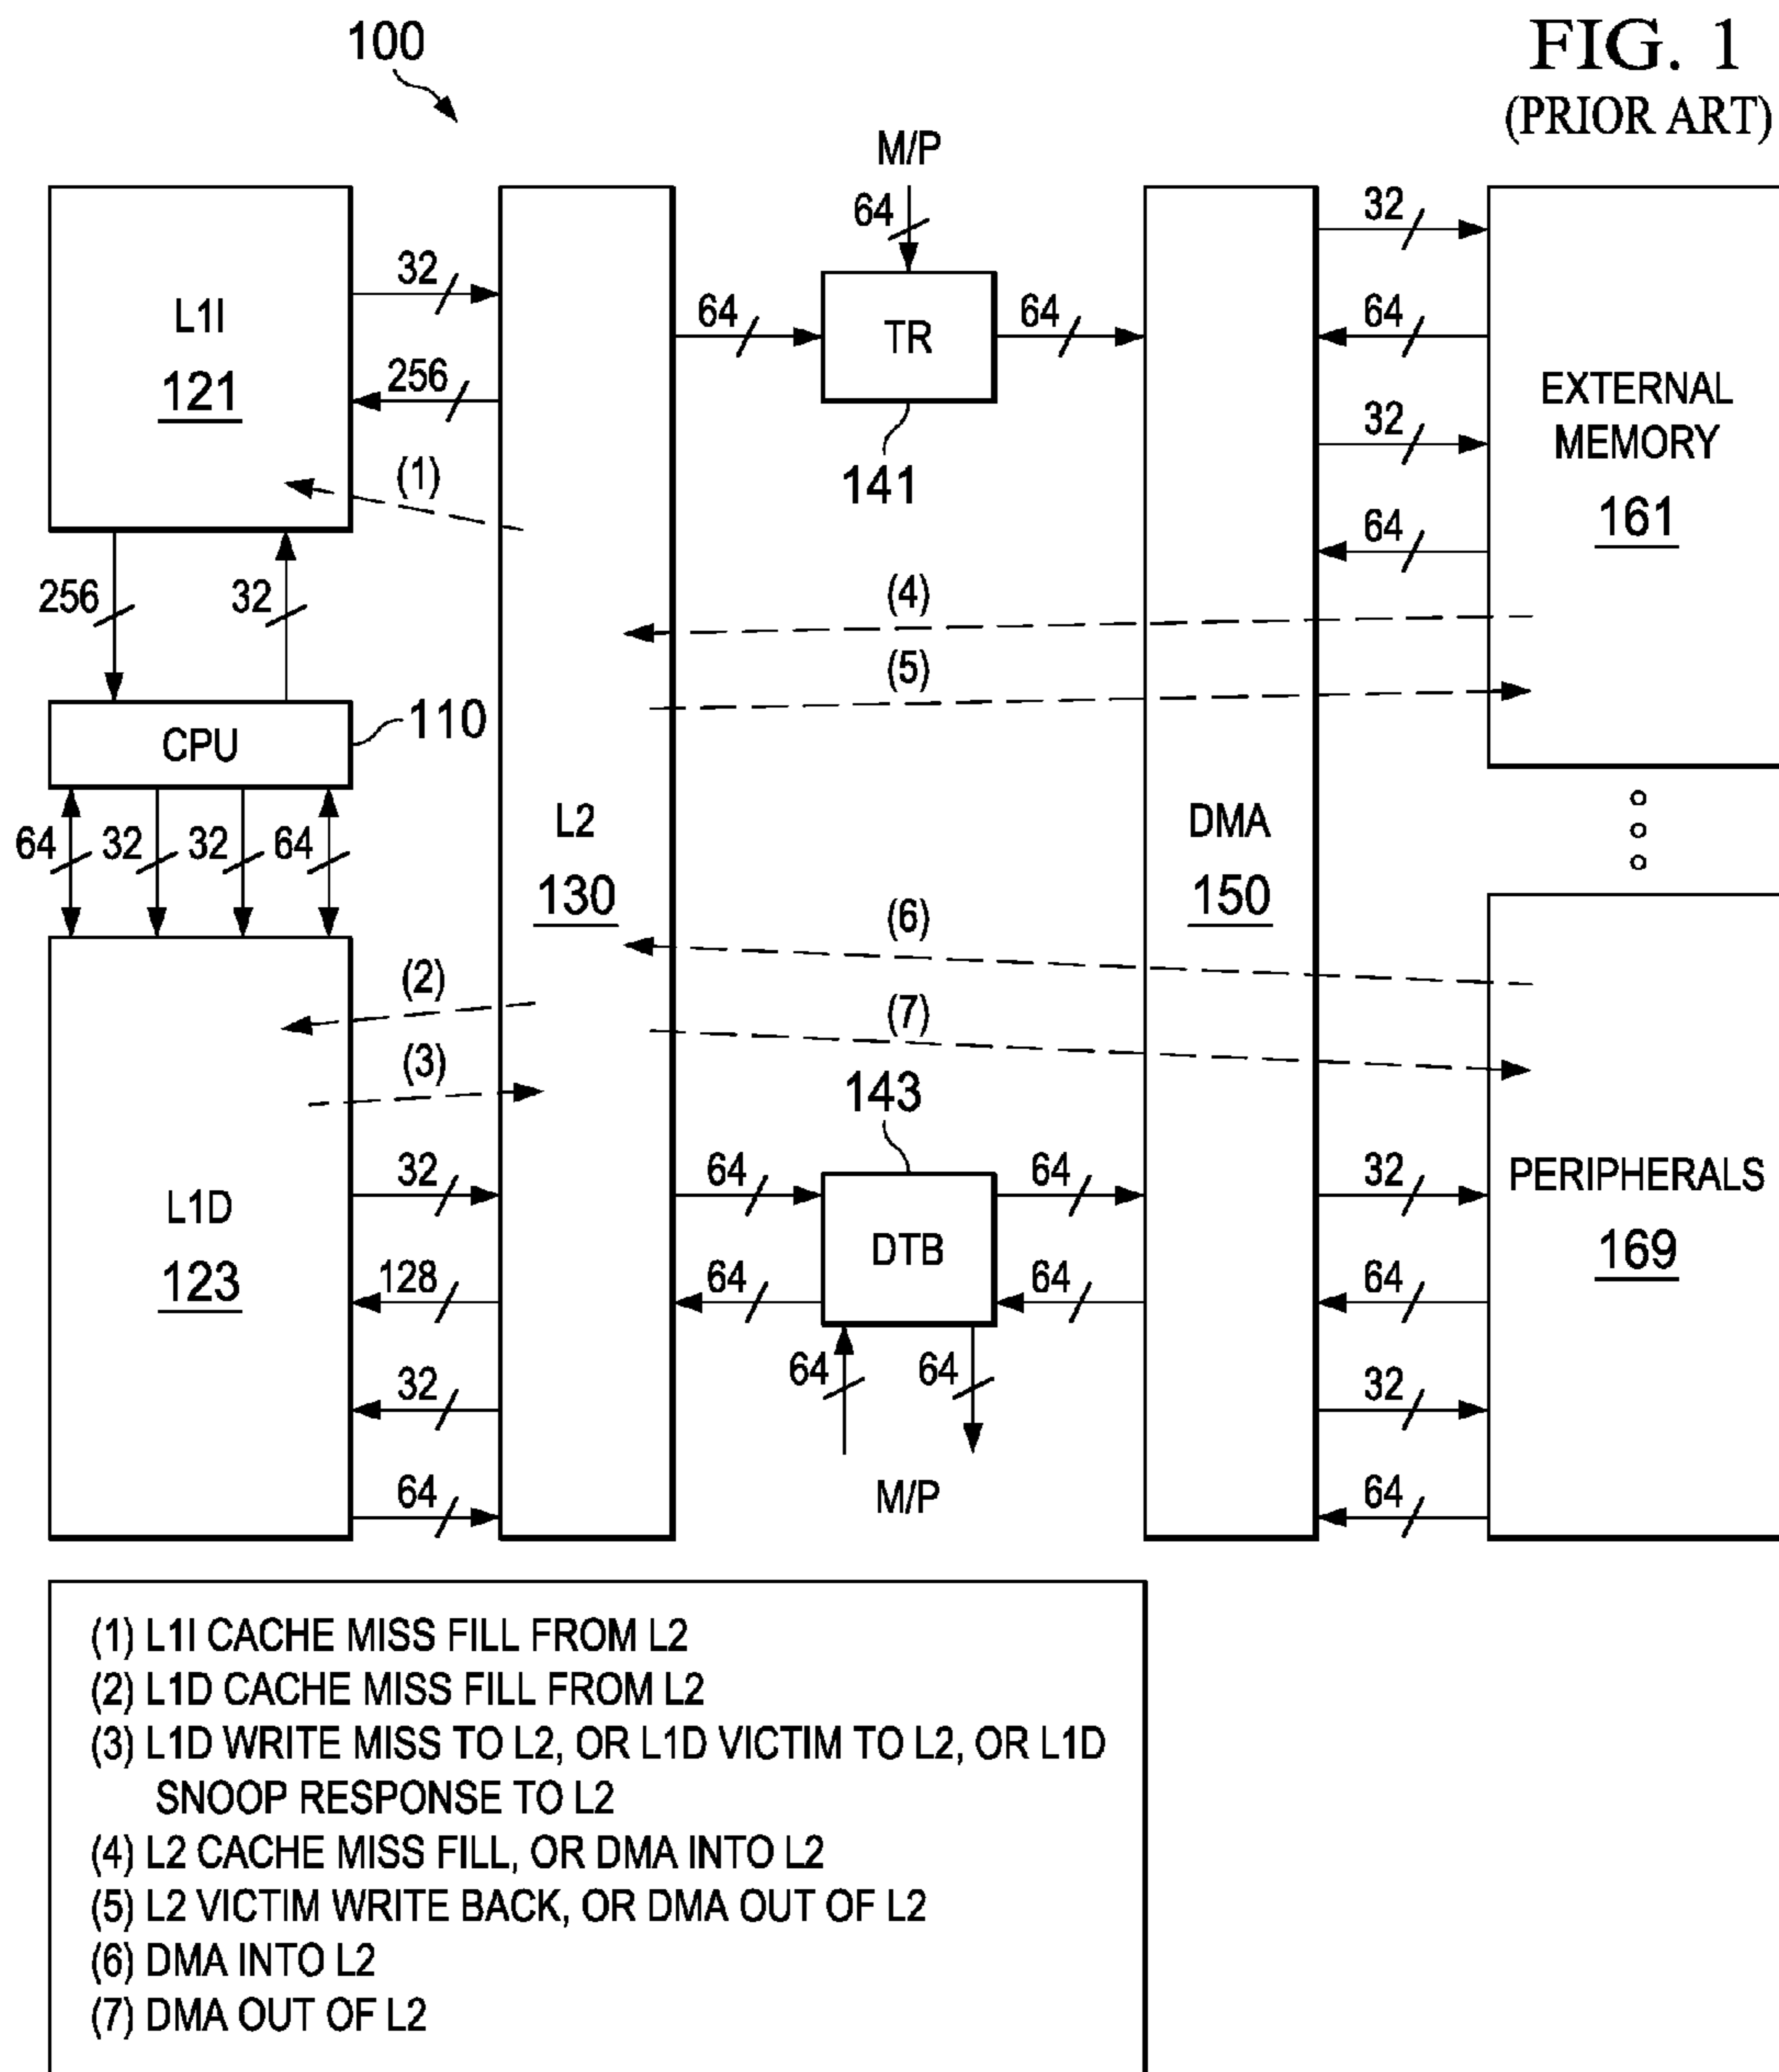 FIG. 1
(PRIOR ART)
100
M/P
64
L1I
121
32
256
(1)
64
TR
64
141
32
64
32
64
EXTERNAL
MEMORY
161
256
32
(4)
(5)
CPU
110
64
32
32
64
L2
130
DMA
150
(6)
(2)
(7)
(3)
143
L1D
123
32
128
32
64
64
64
DTB
64
64
64
64
M/P
32
64
32
64
PERIPHERALS
169
(1) L1I CACHE MISS FILL FROM L2
(2) L1D CACHE MISS FILL FROM L2
(3) L1D WRITE MISS TO L2, OR L1D VICTIM TO L2, OR L1D
SNOOP RESPONSE TO L2
(4) L2 CACHE MISS FILL, OR DMA INTO L2
(5) L2 VICTIM WRITE BACK, OR DMA OUT OF L2
(6) DMA INTO L2
(7) DMA OUT OF L2